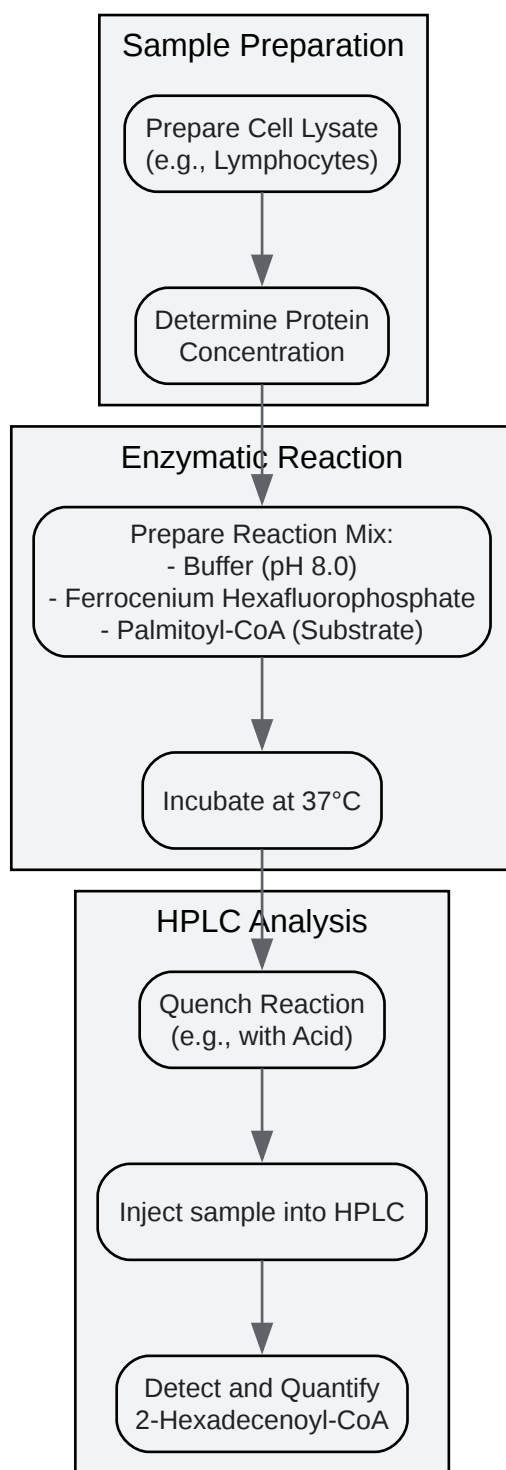 Sample Preparation
Prepare Cell Lysate
(e.g., Lymphocytes)
Determine Protein
Concentration
Enzymatic Reaction
Prepare Reaction Mix:
- Buffer (pH 8.0)
- Ferrocenium Hexafluorophosphate
- Palmitoyl-CoA (Substrate)
Incubate at 37°C
HPLC Analysis
Quench Reaction
(e.g., with Acid)
Inject sample into HPLC
Detect and Quantify
2-Hexadecenoyl-CoA